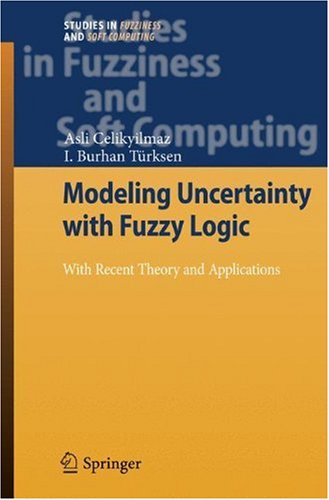 STUDIES IN FUZZINESS
AND SOFT COMPUTING
Studies
in Fuzziness
and
Soft Computing
Asli Celikyilmaz
I. Burhan Türksen
Modeling Uncertainty
with Fuzzy Logic
With Recent Theory and Applications
Springer